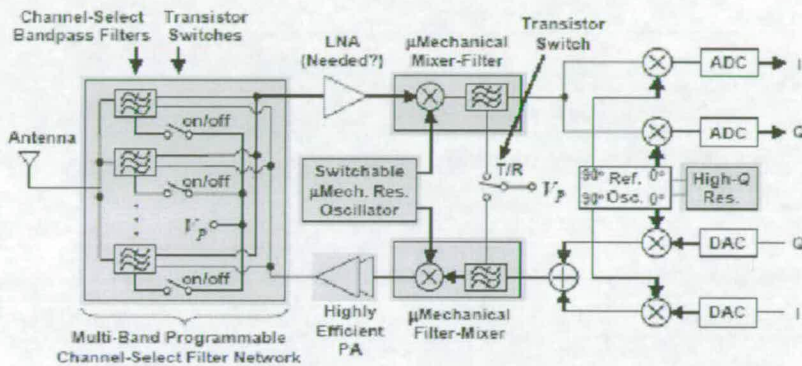 Channel-Select
Bandpass Filters
Transistor
Switches
LNA
(Needed?)
μMechanical
Mixer-Filter
Transistor
Switch
Antenna
on/off
on/off
on/off
V_P
Switchable
μMech. Res.
Oscillator
T/R
V_P
ADC
I
ADC
Q
90° Ref. 0°
90° Osc. 0°
High-Q
Res.
DAC
Q
DAC
I
Highly
Efficient
PA
μMechanical
Filter-Mixer
Multi-Band Programmable
Channel-Select Filter Network